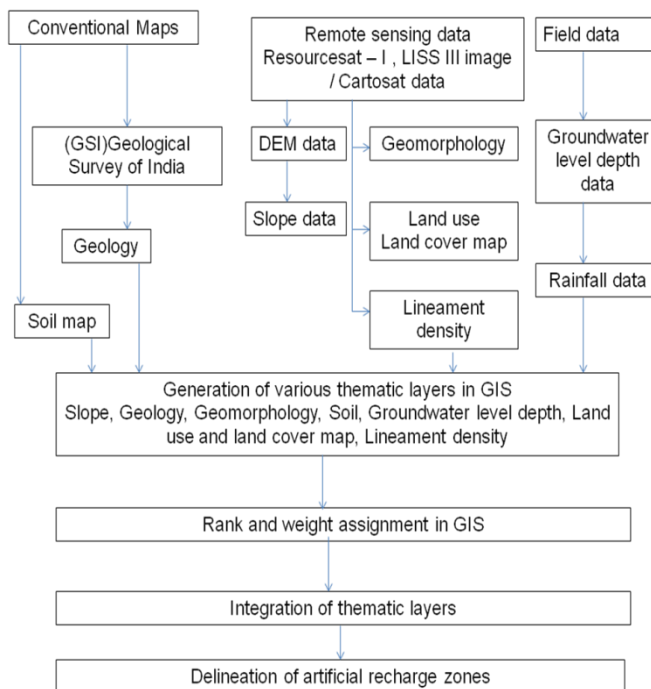 Conventional Maps
Remote sensing data
Resourcesat – I , LISS III image
/ Cartosat data
Field data
(GSI)Geological
Survey of India
DEM data
Geomorphology
Groundwater
level depth
data
Slope data
Land use
Land cover map
Geology
Rainfall data
Soil map
Lineament
density
Generation of various thematic layers in GIS
Slope, Geology, Geomorphology, Soil, Groundwater level depth, Land
use and land cover map, Lineament density
Rank and weight assignment in GIS
Integration of thematic layers
Delineation of artificial recharge zones